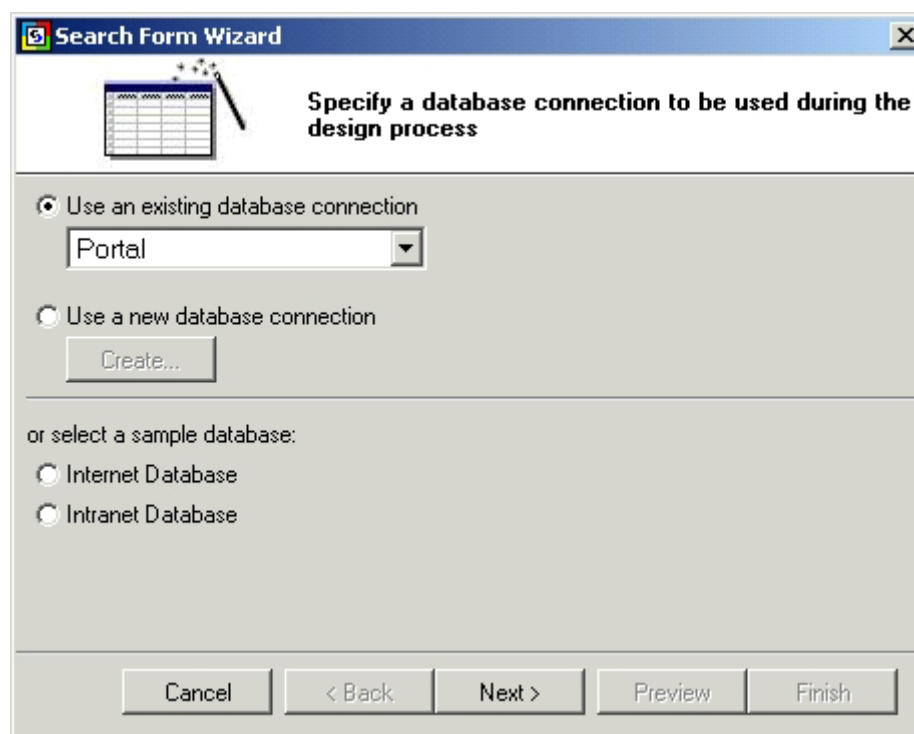 Search Form Wizard
Specify a database connection to be used during the
design process
Use an existing database connection
Portal
Use a new database connection
Create...
or select a sample database:
Internet Database
Intranet Database
Cancel
< Back
Next >
Preview
Finish